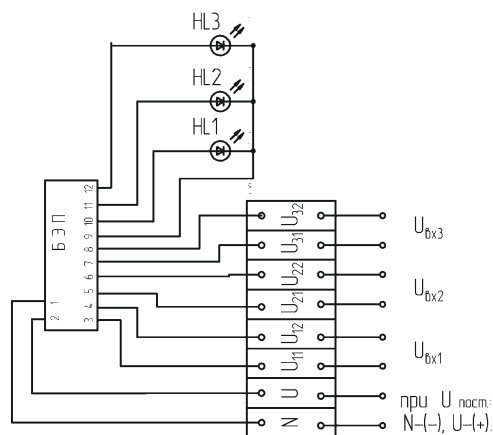 HL3
HL2
HL1
БЭП
12
11
10
9
8
7
6
5
4
3
1
2
U32
U31
U22
U21
U12
U11
U
N
Uвх3
Uвх2
Uвх1
при U пост.:
N-(-), U-(+).